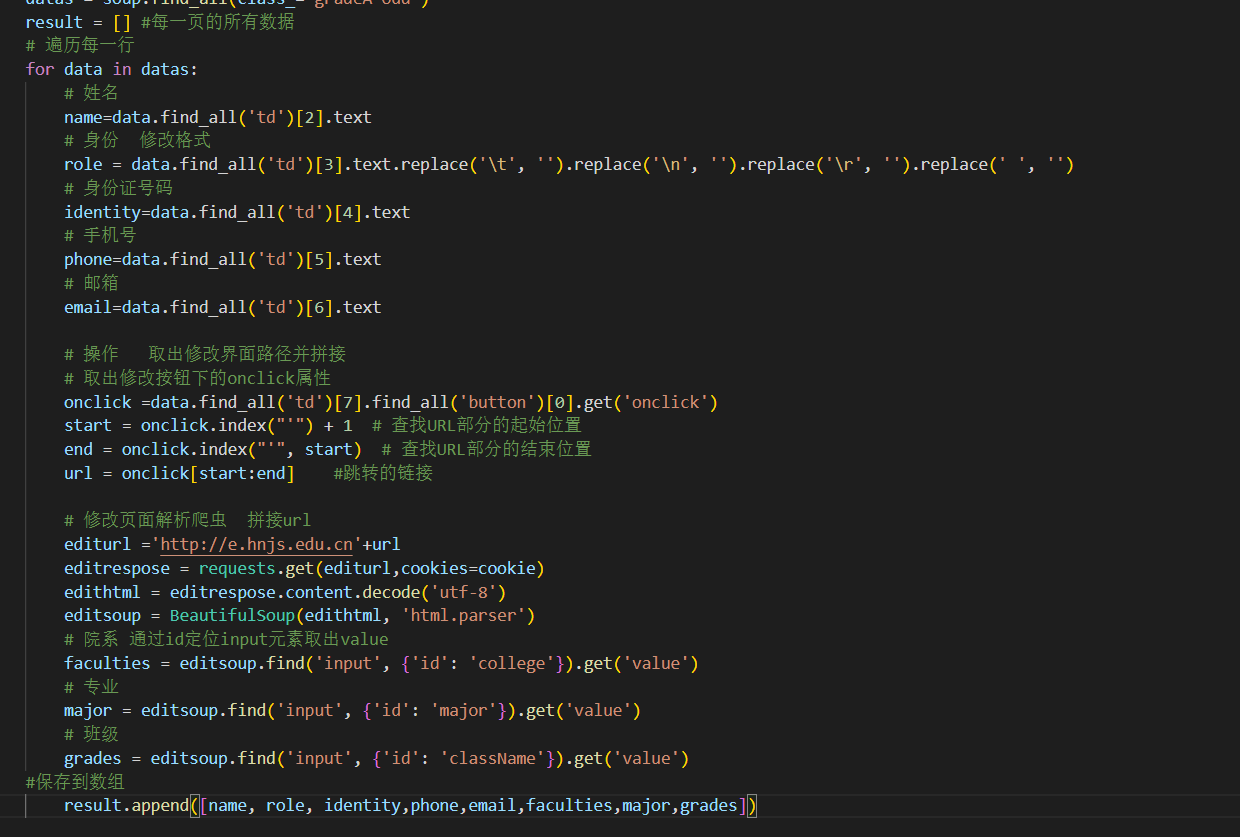 datas = soup.find_all(class_="gradeA odd")
result = [] #每一页的所有数据
# 遍历每一行
for data in datas:
# 姓名
name=data.find_all('td')[2].text
# 身份  修改格式
role = data.find_all('td')[3].text.replace('\t', '').replace('\n', '').replace('\r', '').replace(' ', '')
# 身份证号码
identity=data.find_all('td')[4].text
# 手机号
phone=data.find_all('td')[5].text
# 邮箱
email=data.find_all('td')[6].text
# 操作   取出修改界面路径并拼接
# 取出修改按钮下的onclick属性
onclick =data.find_all('td')[7].find_all('button')[0].get('onclick')
start = onclick.index("'") + 1  # 查找URL部分的起始位置
end = onclick.index("'", start)  # 查找URL部分的结束位置
url = onclick[start:end]    #跳转的链接
# 修改页面解析爬虫  拼接url
editurl ='http://e.hnjs.edu.cn'+url
editrespose = requests.get(editurl,cookies=cookie)
edithtml = editrespose.content.decode('utf-8')
editsoup = BeautifulSoup(edithtml, 'html.parser')
# 院系 通过id定位input元素取出value
faculties = editsoup.find('input', {'id': 'college'}).get('value')
# 专业
major = editsoup.find('input', {'id': 'major'}).get('value')
# 班级
grades = editsoup.find('input', {'id': 'className'}).get('value')
#保存到数组
result.append([name, role, identity,phone,email,faculties,major,grades])